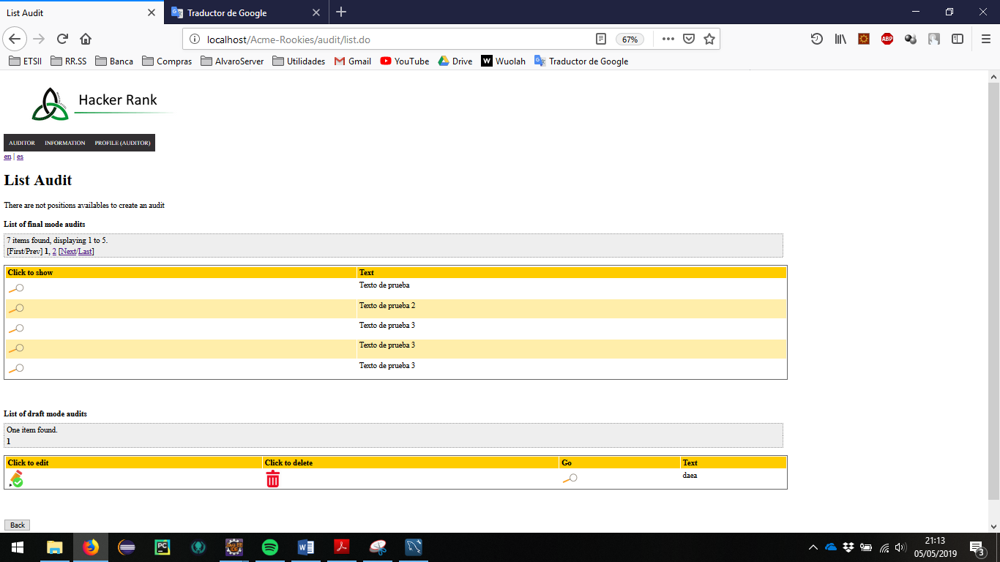 List Audit
Traductor de Google
localhost/Acme-Rookies/audit/list.do
67%
ABP
ETSII
RR.SS
Banca
Compras
AlvaroServer
Utilidades
Gmail
YouTube
Drive
W
Wuolah
Traductor de Google
Hacker Rank
AUDITOR INFORMATION PROFILE (AUDITOR)
en | es
List Audit
There are not positions availables to create an audit
List of final mode audits
7 items found, displaying 1 to 5.
[First/Prev] 1, 2 [Next/Last]
Click to show Text
Texto de prueba
Texto de prueba 2
Texto de prueba 3
Texto de prueba 3
Texto de prueba 3
List of draft mode audits
One item found.
1
Click to edit Click to delete Go Text
daea
Back
PC
21:13
05/05/2019
3